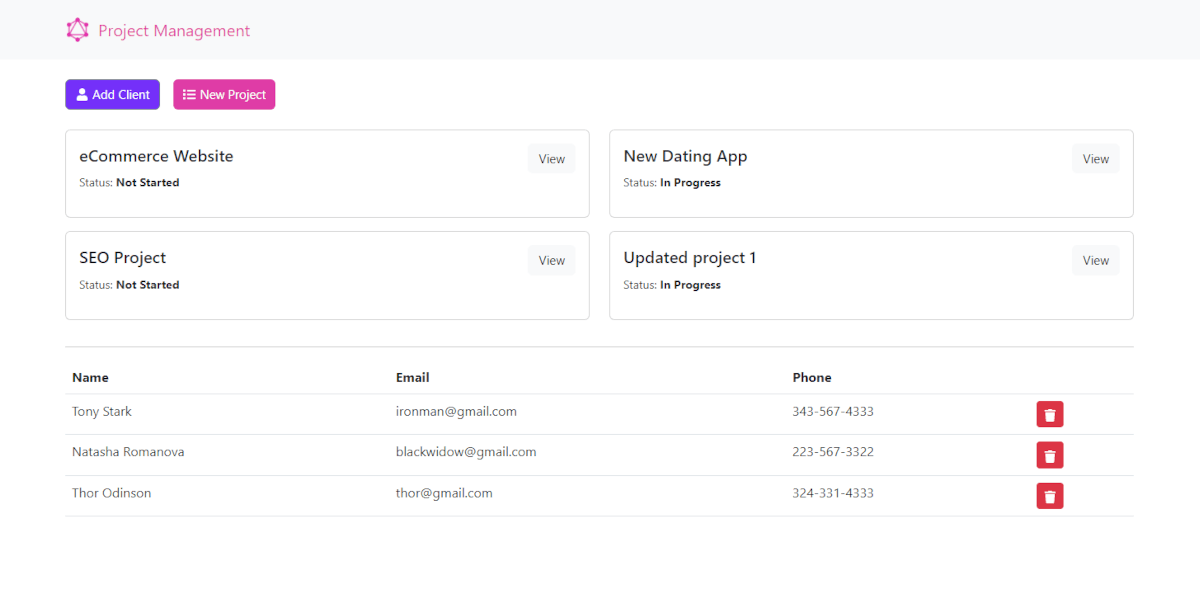 Project Management
Add Client New Project
eCommerce Website View
Status: Not Started
New Dating App View
Status: In Progress
SEO Project View
Status: Not Started
Updated project 1 View
Status: In Progress
Name Email Phone
Tony Stark ironman@gmail.com 343-567-4333
Natasha Romanova blackwidow@gmail.com 223-567-3322
Thor Odinson thor@gmail.com 324-331-4333